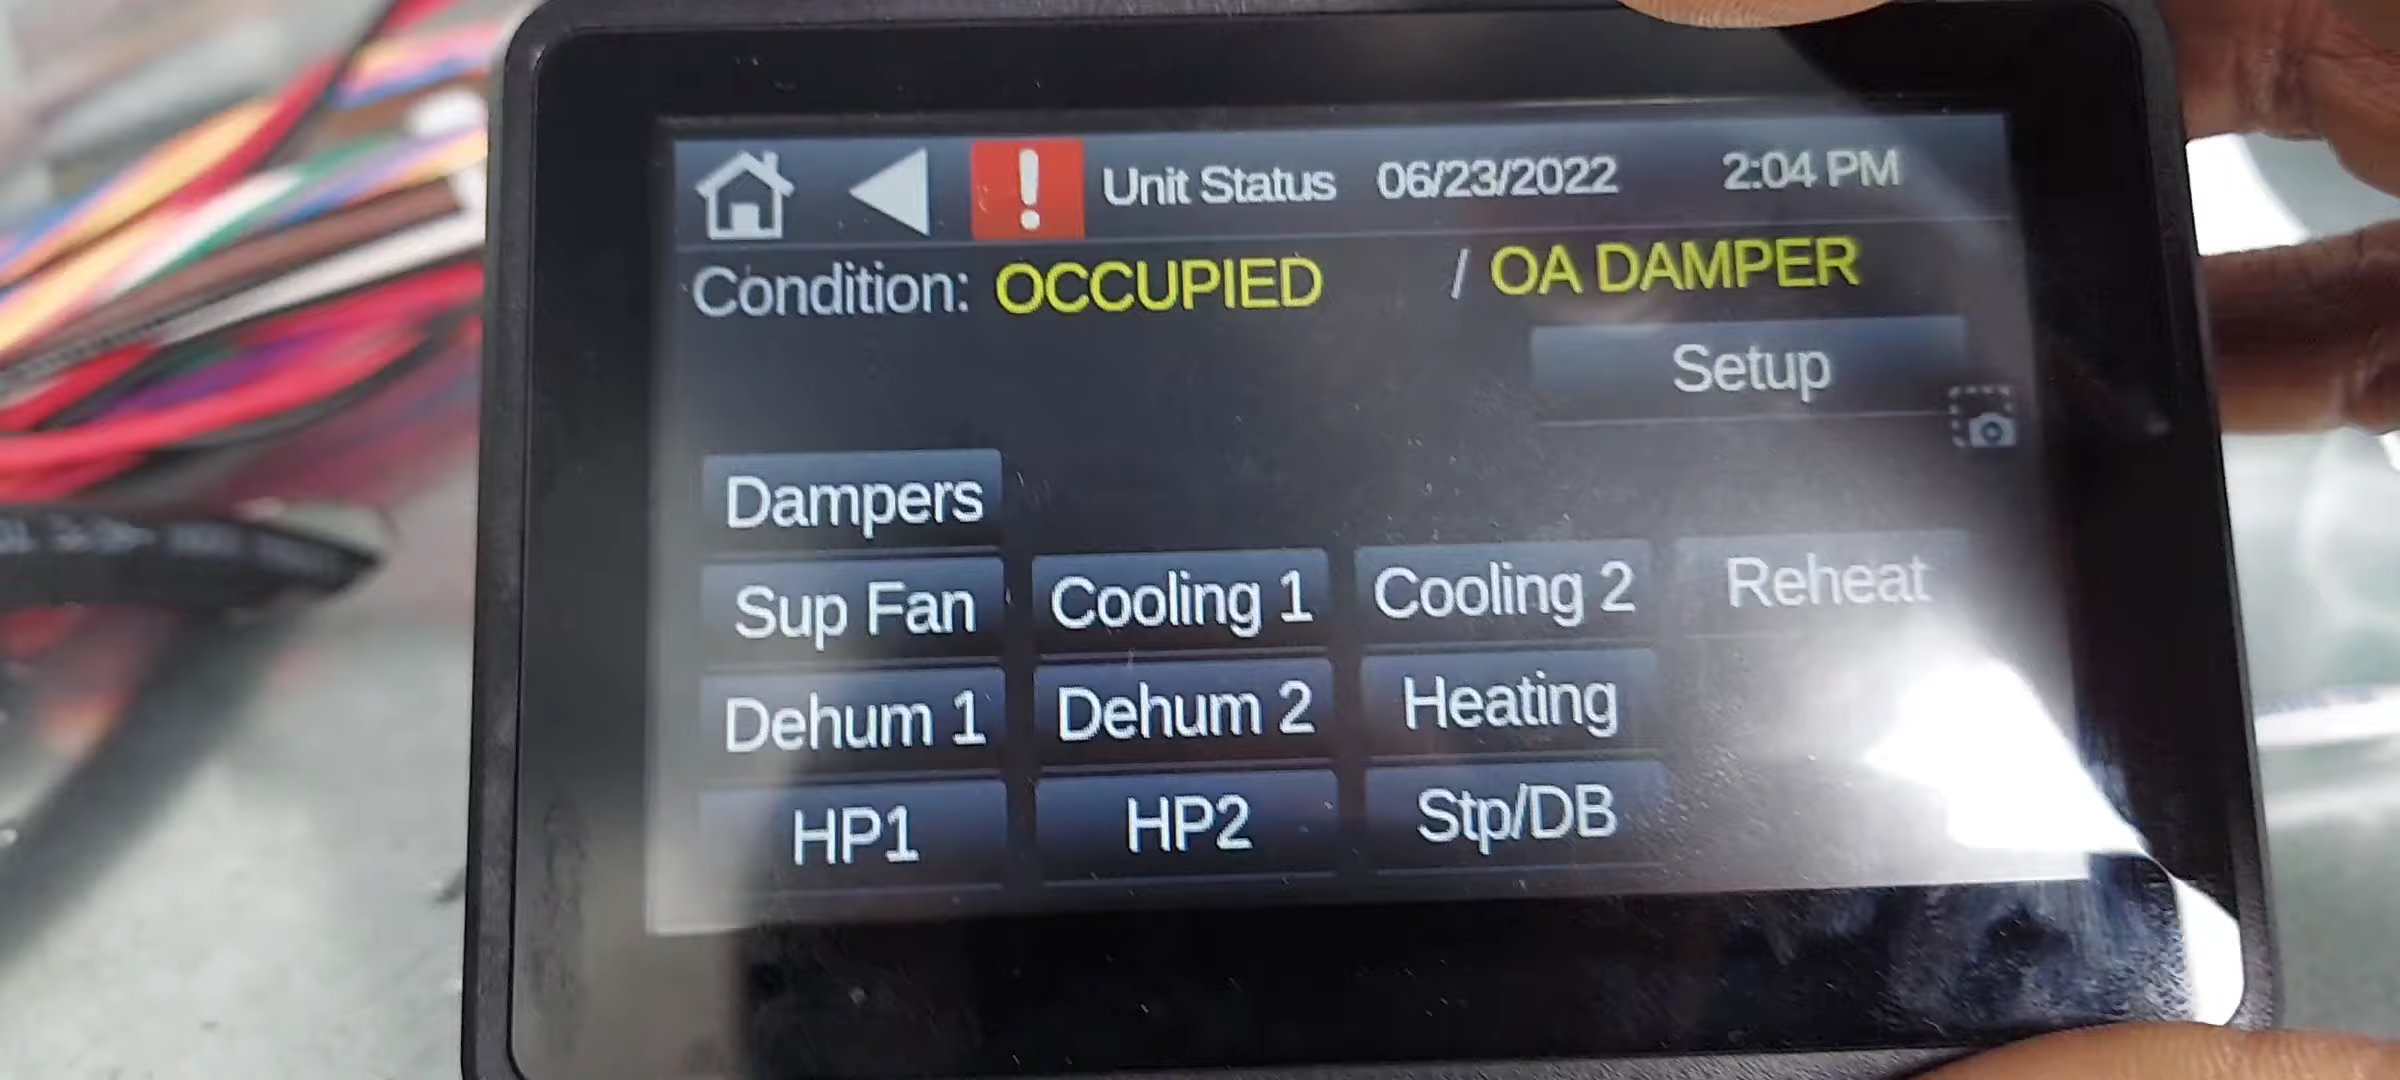 Unit Status 06/23/2022 2:04 PM
Condition: OCCUPIED / OA DAMPER
Setup
Dampers
Sup Fan Cooling 1 Cooling 2 Reheat
Dehum 1 Dehum 2 Heating
HP1 HP2 Stp/DB